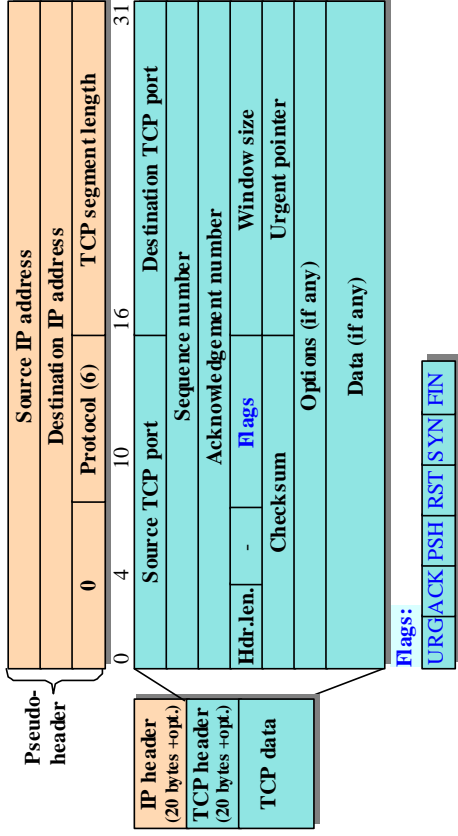 Source IP address
Destination IP address
0 Protocol (6) TCP segment length
Pseudo-
header
0 4 10 16 31
Source TCP port Destination TCP port
Sequence number
Acknowledgement number
Hdr.len. - Flags Window size
Checksum Urgent pointer
Options (if any)
Data (if any)
IP header
(20 bytes +opt.)
TCP header
(20 bytes +opt.)
TCP data
Flags:
URG ACK PSH RST SYN FIN